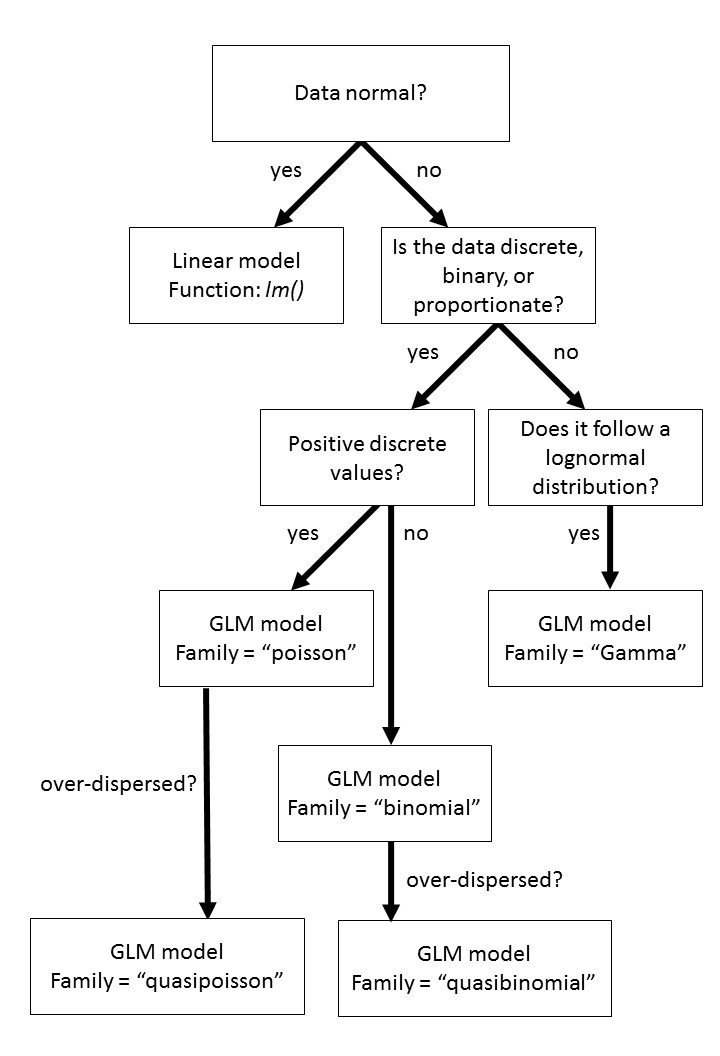 Data normal?
yes
no
Linear model
Function: lm()
Is the data discrete,
binary, or
proportionate?
yes
no
Positive discrete
values?
Does it follow a
lognormal
distribution?
yes
no
yes
GLM model
Family = “poisson”
GLM model
Family = “Gamma”
over-dispersed?
GLM model
Family = “binomial”
over-dispersed?
GLM model
Family = “quasipoisson”
GLM model
Family = “quasibinomial”